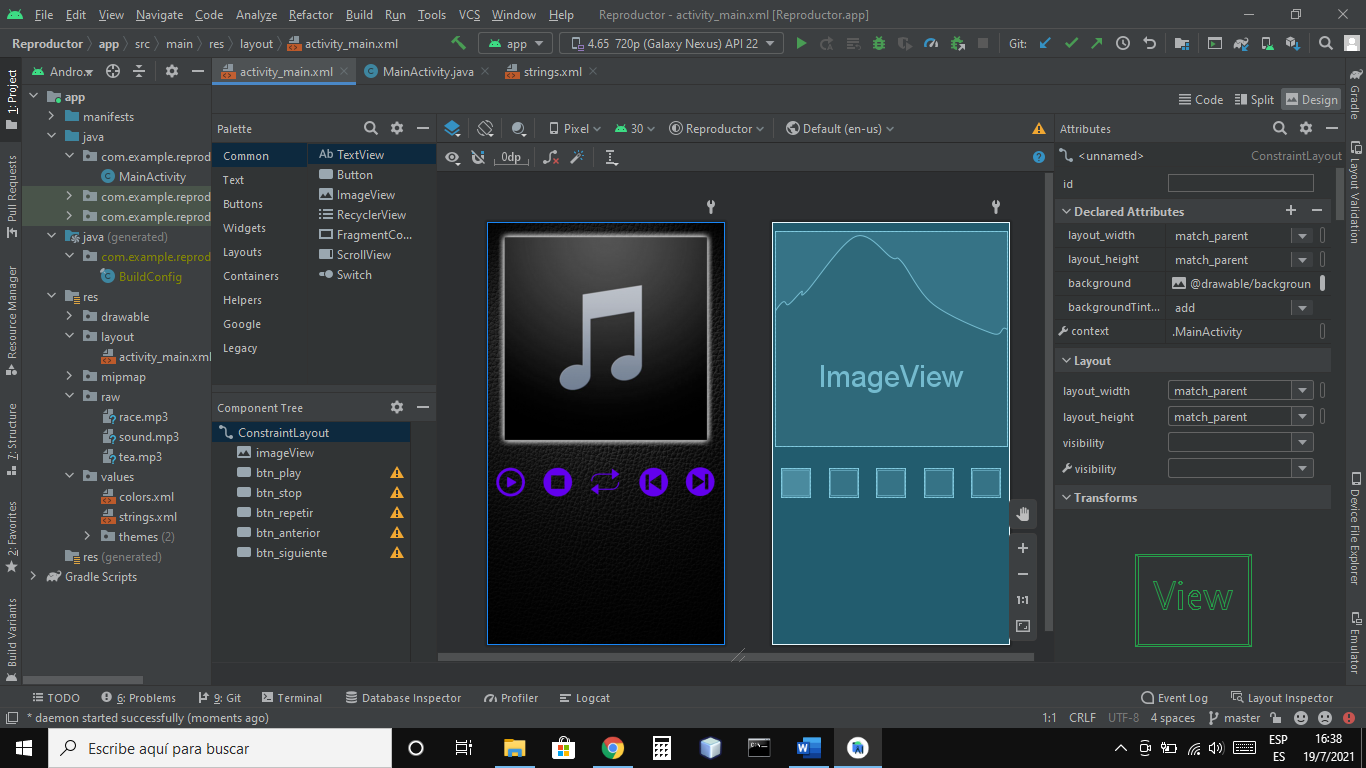 File Edit View Navigate Code Analyze Refactor Build Run Tools VCS Window Help Reproductor - activity_main.xml [Reproductor.app]
Reproductor app src main res layout activity_main.xml app 4.65 720p (Galaxy Nexus) API 22 Git:
Andro... activity_main.xml MainActivity.java strings.xml
1: Project
Pull Requests
Resource Manager
7: Structure
2: Favorites
Build Variants
app
manifests
java
com.example.reprod
MainActivity
com.example.reprod
com.example.reprod
java (generated)
com.example.reprod
BuildConfig
res
drawable
layout
activity_main.xml
mipmap
raw
race.mp3
sound.mp3
tea.mp3
values
colors.xml
strings.xml
themes (2)
res (generated)
Gradle Scripts
Code Split Design
Palette
Common
Text
Buttons
Widgets
Layouts
Containers
Helpers
Google
Legacy
Ab TextView
Button
ImageView
RecyclerView
FragmentCo...
ScrollView
Switch
Component Tree
ConstraintLayout
imageView
btn_play
btn_stop
btn_repetir
btn_anterior
btn_siguiente
Pixel 30 Reproductor Default (en-us)
0dp
ImageView
1:1
Attributes
<unnamed> ConstraintLayout
id
Declared Attributes
layout_width match_parent
layout_height match_parent
background @drawable/backgroun
backgroundTint... add
context .MainActivity
Layout
layout_width match_parent
layout_height match_parent
visibility
visibility
Transforms
View
Gradle
Layout Validation
Device File Explorer
Emulator
TODO 6: Problems 9: Git Terminal Database Inspector Profiler Logcat Event Log Layout Inspector
* daemon started successfully (moments ago) 1:1 CRLF UTF-8 4 spaces master
Escribe aquí para buscar
ESP
ES
16:38
19/7/2021